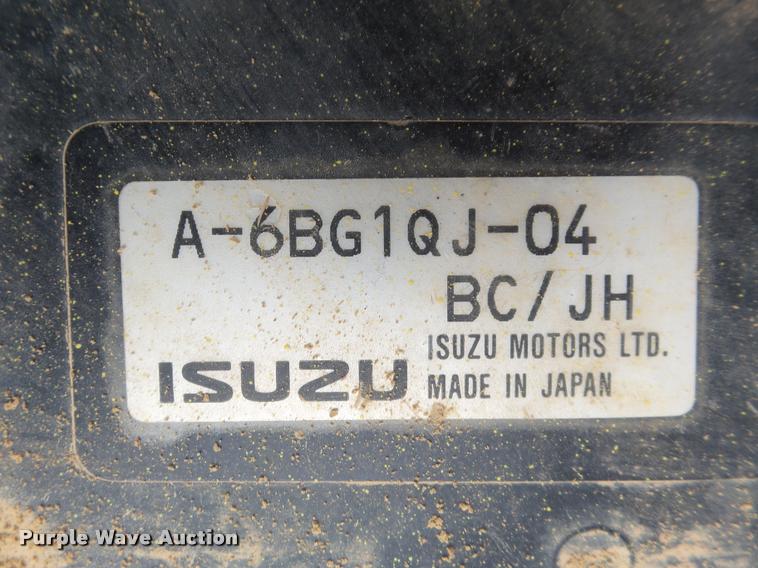 A-6BG1QJ-04
BC/JH
ISUZU
ISUZU MOTORS LTD.
MADE IN JAPAN
Purple Wave Auction